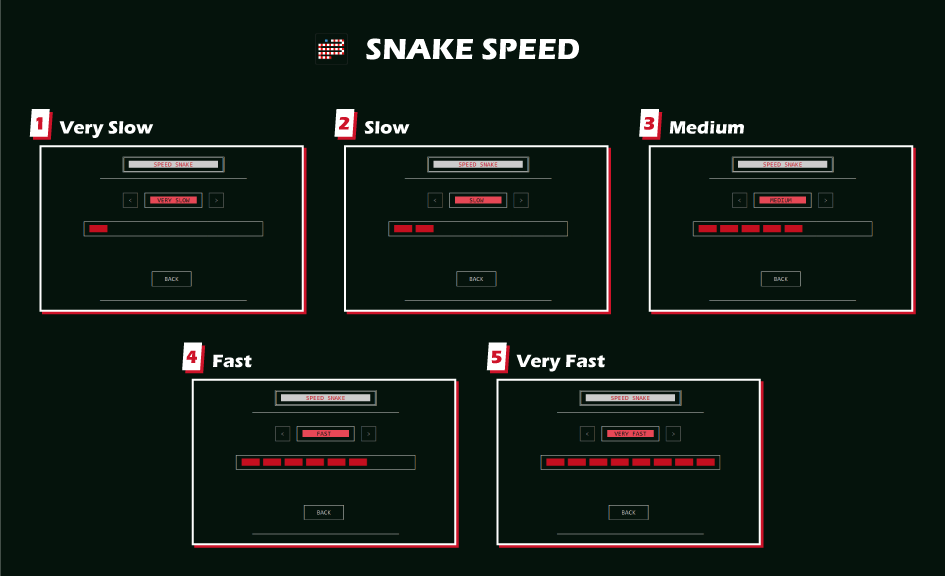 SNAKE SPEED
1 Very Slow
SPEED SNAKE
< VERY SLOW >
BACK
2 Slow
SPEED SNAKE
< SLOW >
BACK
3 Medium
SPEED SNAKE
< MEDIUM >
BACK
4 Fast
SPEED SNAKE
< FAST >
BACK
5 Very Fast
SPEED SNAKE
< VERY FAST >
BACK